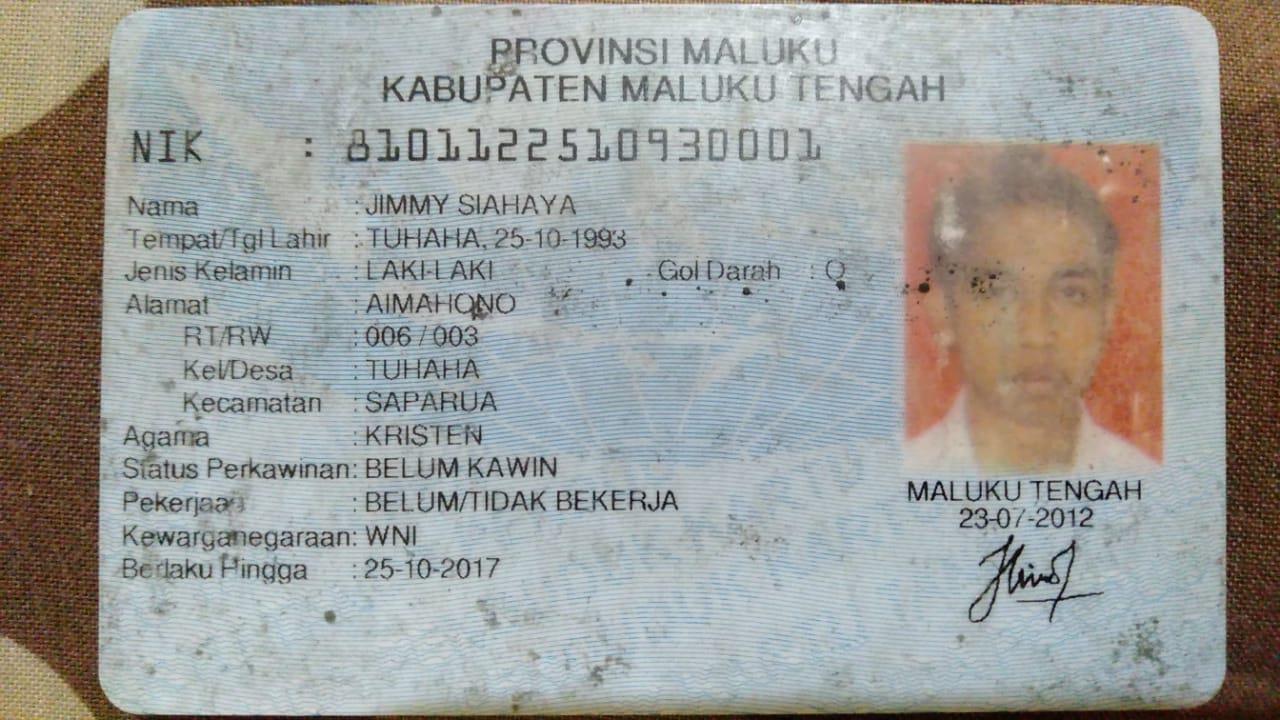 PROVINSI MALUKU
KABUPATEN MALUKU TENGAH
NIK : 8101122510930001
Nama : JIMMY SIAHAYA
Tempat/Tgl Lahir : TUHAHA, 25-10-1993
Jenis Kelamin : LAKI-LAKI Gol Darah : O
Alamat : AIMAHONO
RT/RW : 006 / 003
Kel/Desa : TUHAHA
Kecamatan : SAPARUA
Agama : KRISTEN
Status Perkawinan: BELUM KAWIN
Pekerjaan : BELUM/TIDAK BEKERJA
Kewarganegaraan: WNI
Berlaku Hingga : 25-10-2017
MALUKU TENGAH
23-07-2012